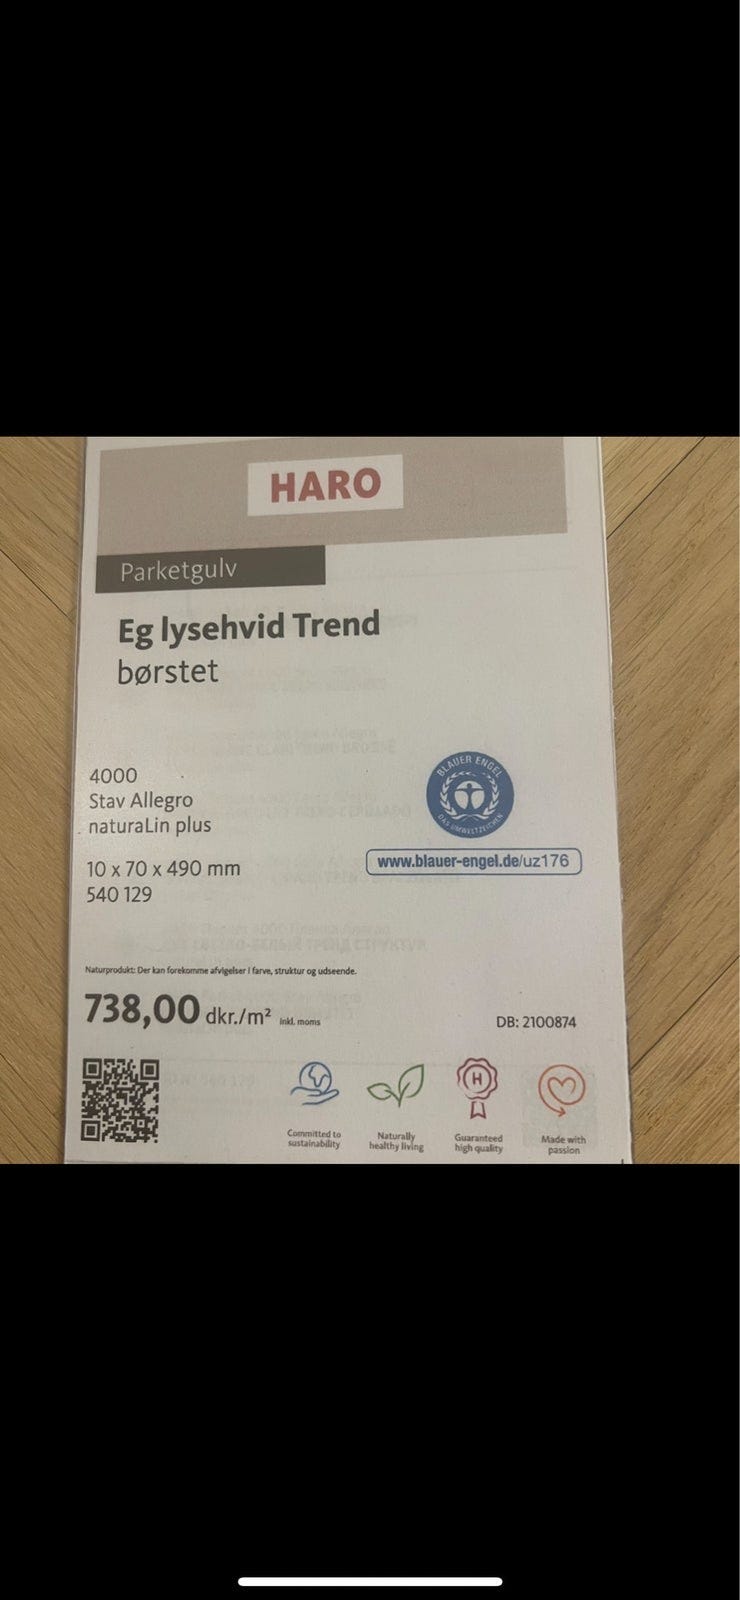 HARO
Parketgulv
Eg lysehvid Trend
børstet
4000
Stav Allegro
naturaLin plus
10 x 70 x 490 mm
540 129
BLAUER ENGEL
DAS UMWELTZEICHEN
www.blauer-engel.de/uz176
Naturprodukt: Der kan forekomme afvigelser i farve, struktur og udseende.
738,00 dkr./m² inkl. moms
DB: 2100874
H
Committed to
sustainability
Naturally
healthy living
Guaranteed
high quality
Made with
passion